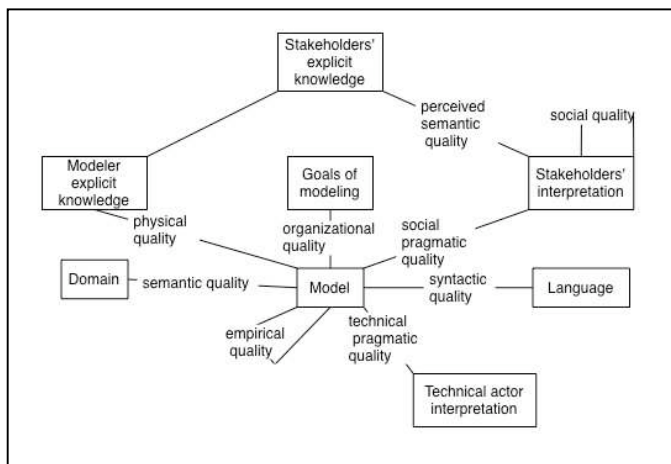 Stakeholders'
explicit
knowledge
perceived
semantic
quality
social quality
Modeler
explicit
knowledge
Goals of
modeling
Stakeholders'
interpretation
physical
quality
organizational
quality
social
pragmatic
quality
Domain
semantic quality
Model
syntactic
quality
Language
empirical
quality
technical
pragmatic
quality
Technical actor
interpretation